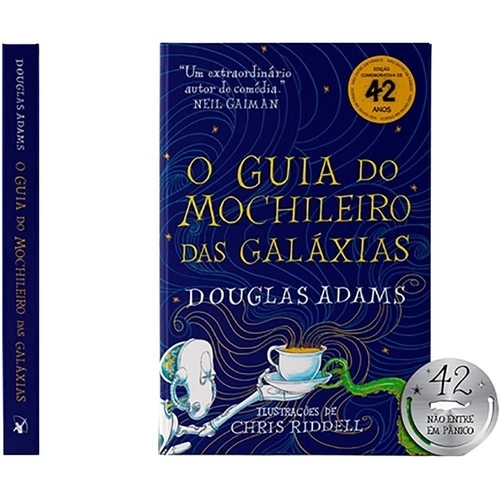 DOUGLAS ADAMS O GUIA DO MOCHILEIRO DAS GALÁXIAS
“Um extraordinário
autor de comédia.”
NEIL GAIMAN
EDIÇÃO
COMEMORATIVA DE
42
ANOS
O GUIA DO
MOCHILEIRO
DAS GALÁXIAS
DOUGLAS ADAMS
ILUSTRAÇÕES DE
CHRIS RIDDELL
42
NÃO ENTRE
EM PÂNICO